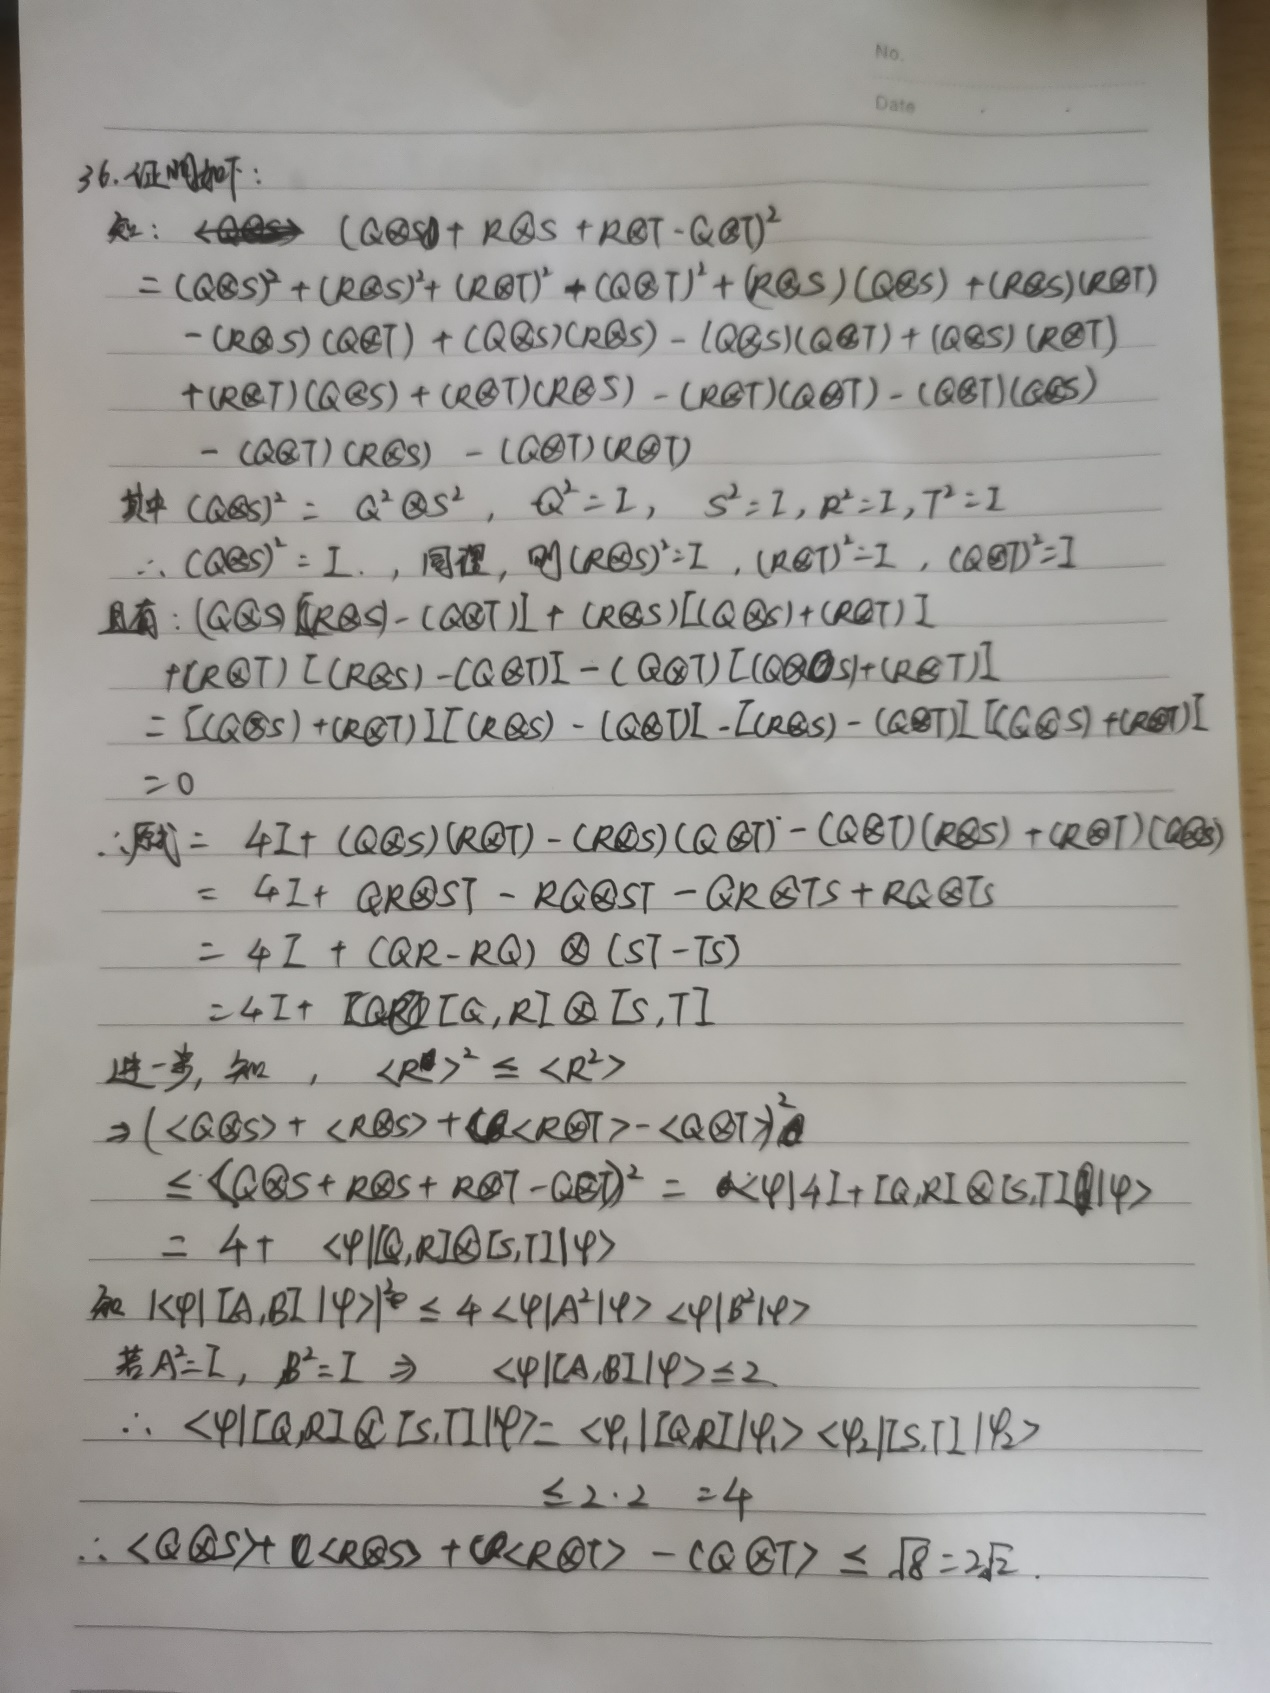 No.
Date
36. 证明如下:
知: (Q⊗S + R⊗S + R⊗T - Q⊗T)²
= (Q⊗S)² + (R⊗S)² + (R⊗T)² + (Q⊗T)² + (R⊗S)(Q⊗S) + (R⊗S)(R⊗T)
- (R⊗S)(Q⊗T) + (Q⊗S)(R⊗S) - (Q⊗S)(Q⊗T) + (Q⊗S)(R⊗T)
+ (R⊗T)(Q⊗S) + (R⊗T)(R⊗S) - (R⊗T)(Q⊗T) - (Q⊗T)(Q⊗S)
- (Q⊗T)(R⊗S) - (Q⊗T)(R⊗T)
其中 (Q⊗S)² = Q²⊗S², Q²=I, S²=I, R²=I, T²=I
∴ (Q⊗S)² = I., 同理, 则(R⊗S)²=I, (R⊗T)²=I, (Q⊗T)²=I
且有: (Q⊗S)[(R⊗S) - (Q⊗T)] + (R⊗S)[(Q⊗S)+(R⊗T)]
+(R⊗T)[(R⊗S) - (Q⊗T)] - (Q⊗T)[(Q⊗S)+(R⊗T)]
= [(Q⊗S)+(R⊗T)][(R⊗S) - (Q⊗T)] - [(R⊗S) - (Q⊗T)][(Q⊗S)+(R⊗T)]
= 0
∴原式 = 4I + (Q⊗S)(R⊗T) - (R⊗S)(Q⊗T) - (Q⊗T)(R⊗S) + (R⊗T)(Q⊗S)
= 4I + QR⊗ST - RQ⊗ST - QR⊗TS + RQ⊗TS
= 4I + (QR-RQ) ⊗ (ST-TS)
= 4I + [Q,R]⊗[S,T]
进一步, 知, <R>² ≤ <R²>
⇒ (<Q⊗S> + <R⊗S> + <R⊗T> - <Q⊗T>)²
≤ <(Q⊗S + R⊗S + R⊗T - Q⊗T)² = <φ|4I+[Q,R]⊗[S,T]|φ>
= 4 + <φ|[Q,R]⊗[S,T]|φ>
知 |<φ|[A,B]|φ>|² ≤ 4<φ|A²|φ><φ|B²|φ>
若A²=I, B²=I ⇒ <φ|[A,B]|φ> ≤ 2
∴ <φ|[Q,R]⊗[S,T]|φ> = <φ₁|[Q,R]|φ₁><φ₂|[S,T]|φ₂>
≤ 2·2 = 4
∴ <Q⊗S> + <R⊗S> + <R⊗T> - (Q⊗T> ≤ √8 = 2√2.